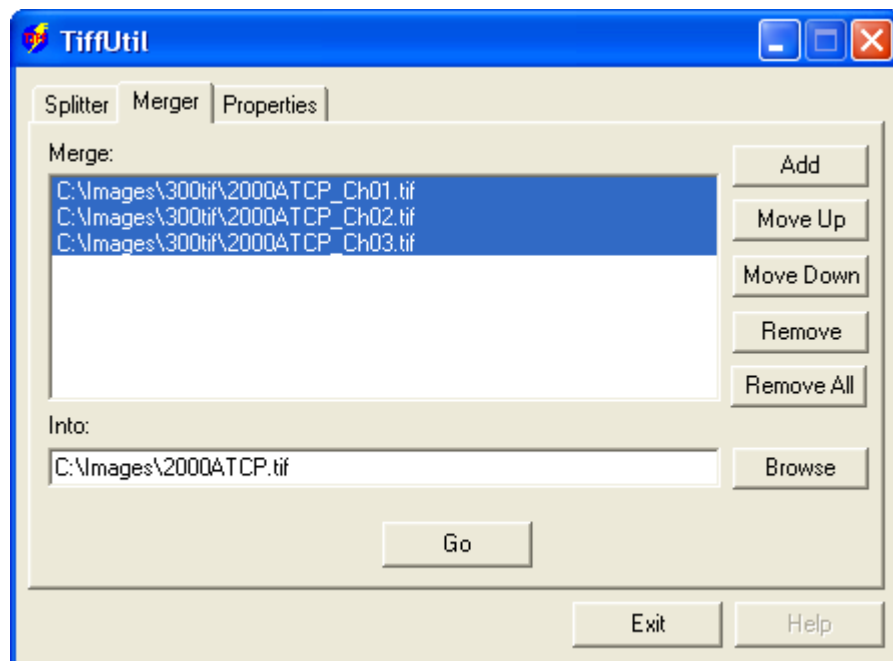 TiffUtil
Splitter Merger Properties
Merge:
C:\Images\300tif\2000ATCP_Ch01.tif
C:\Images\300tif\2000ATCP_Ch02.tif
C:\Images\300tif\2000ATCP_Ch03.tif
Add
Move Up
Move Down
Remove
Remove All
Into:
C:\Images\2000ATCP.tif
Browse
Go
Exit Help